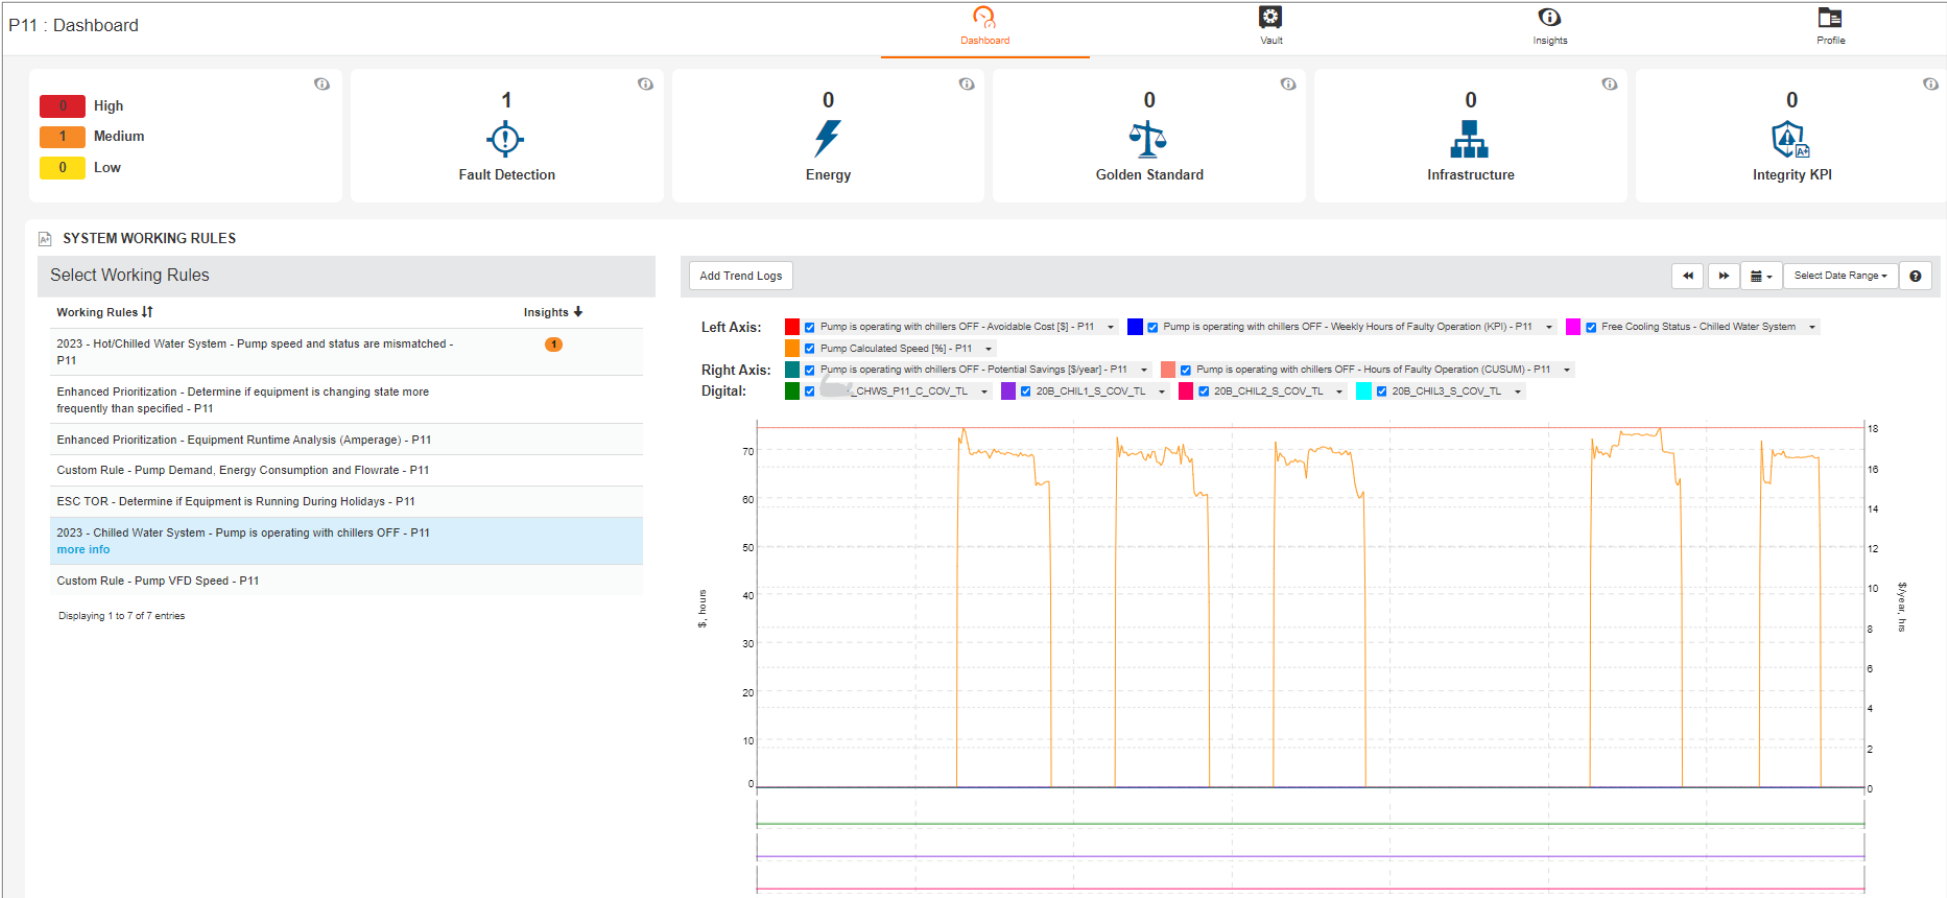 P11 : Dashboard
Dashboard
Vault
Insights
Profile
0 High
1 Medium
0 Low
1
Fault Detection
0
Energy
0
Golden Standard
0
Infrastructure
0
Integrity KPI
SYSTEM WORKING RULES
Select Working Rules
Working Rules
Insights
2023 - Hot/Chilled Water System - Pump speed and status are mismatched -
P11
1
Enhanced Prioritization - Determine if equipment is changing state more
frequently than specified - P11
Enhanced Prioritization - Equipment Runtime Analysis (Amperage) - P11
Custom Rule - Pump Demand, Energy Consumption and Flowrate - P11
ESC TOR - Determine if Equipment is Running During Holidays - P11
2023 - Chilled Water System - Pump is operating with chillers OFF - P11
more info
Custom Rule - Pump VFD Speed - P11
Displaying 1 to 7 of 7 entries
Add Trend Logs
Select Date Range
Left Axis:
Pump is operating with chillers OFF - Avoidable Cost [$] - P11
Pump is operating with chillers OFF - Weekly Hours of Faulty Operation (KPI) - P11
Free Cooling Status - Chilled Water System
Pump Calculated Speed [%] - P11
Right Axis:
Pump is operating with chillers OFF - Potential Savings [$/year] - P11
Pump is operating with chillers OFF - Hours of Faulty Operation (CUSUM) - P11
Digital:
_CHWS_P11_C_COV_TL
20B_CHIL1_S_COV_TL
20B_CHIL2_S_COV_TL
20B_CHIL3_S_COV_TL
70
60
50
40
30
20
10
0
$, hours
18
16
14
12
10
8
6
4
2
0
$/year, hrs